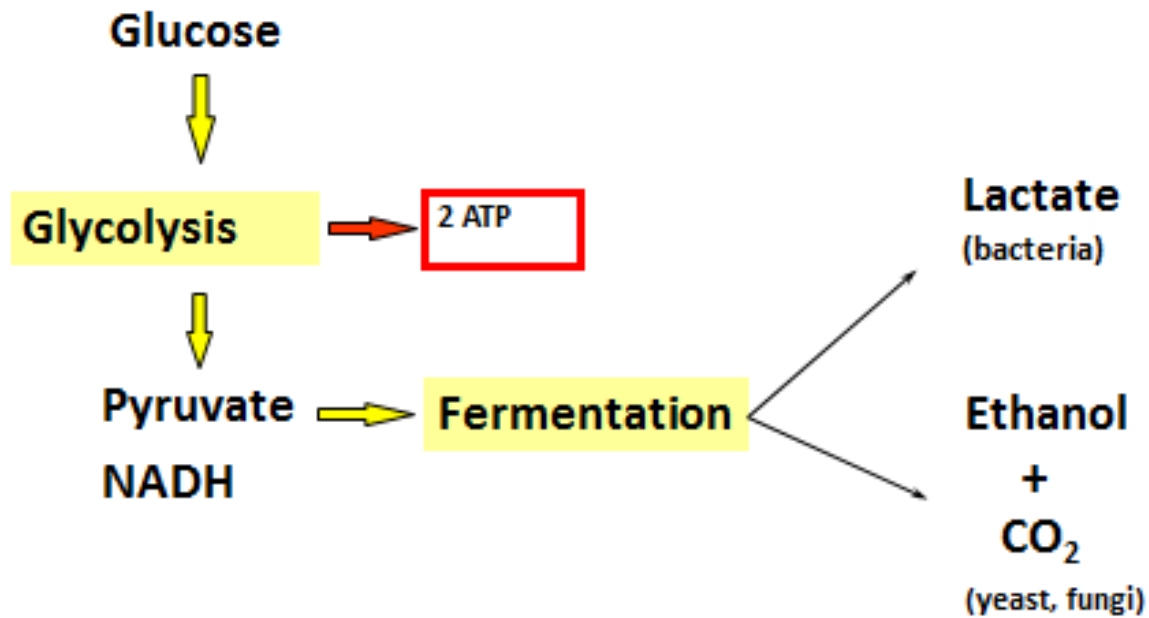 Glucose
Glycolysis
2 ATP
Pyruvate
NADH
Fermentation
Lactate
(bacteria)
Ethanol
+
CO₂
(yeast, fungi)